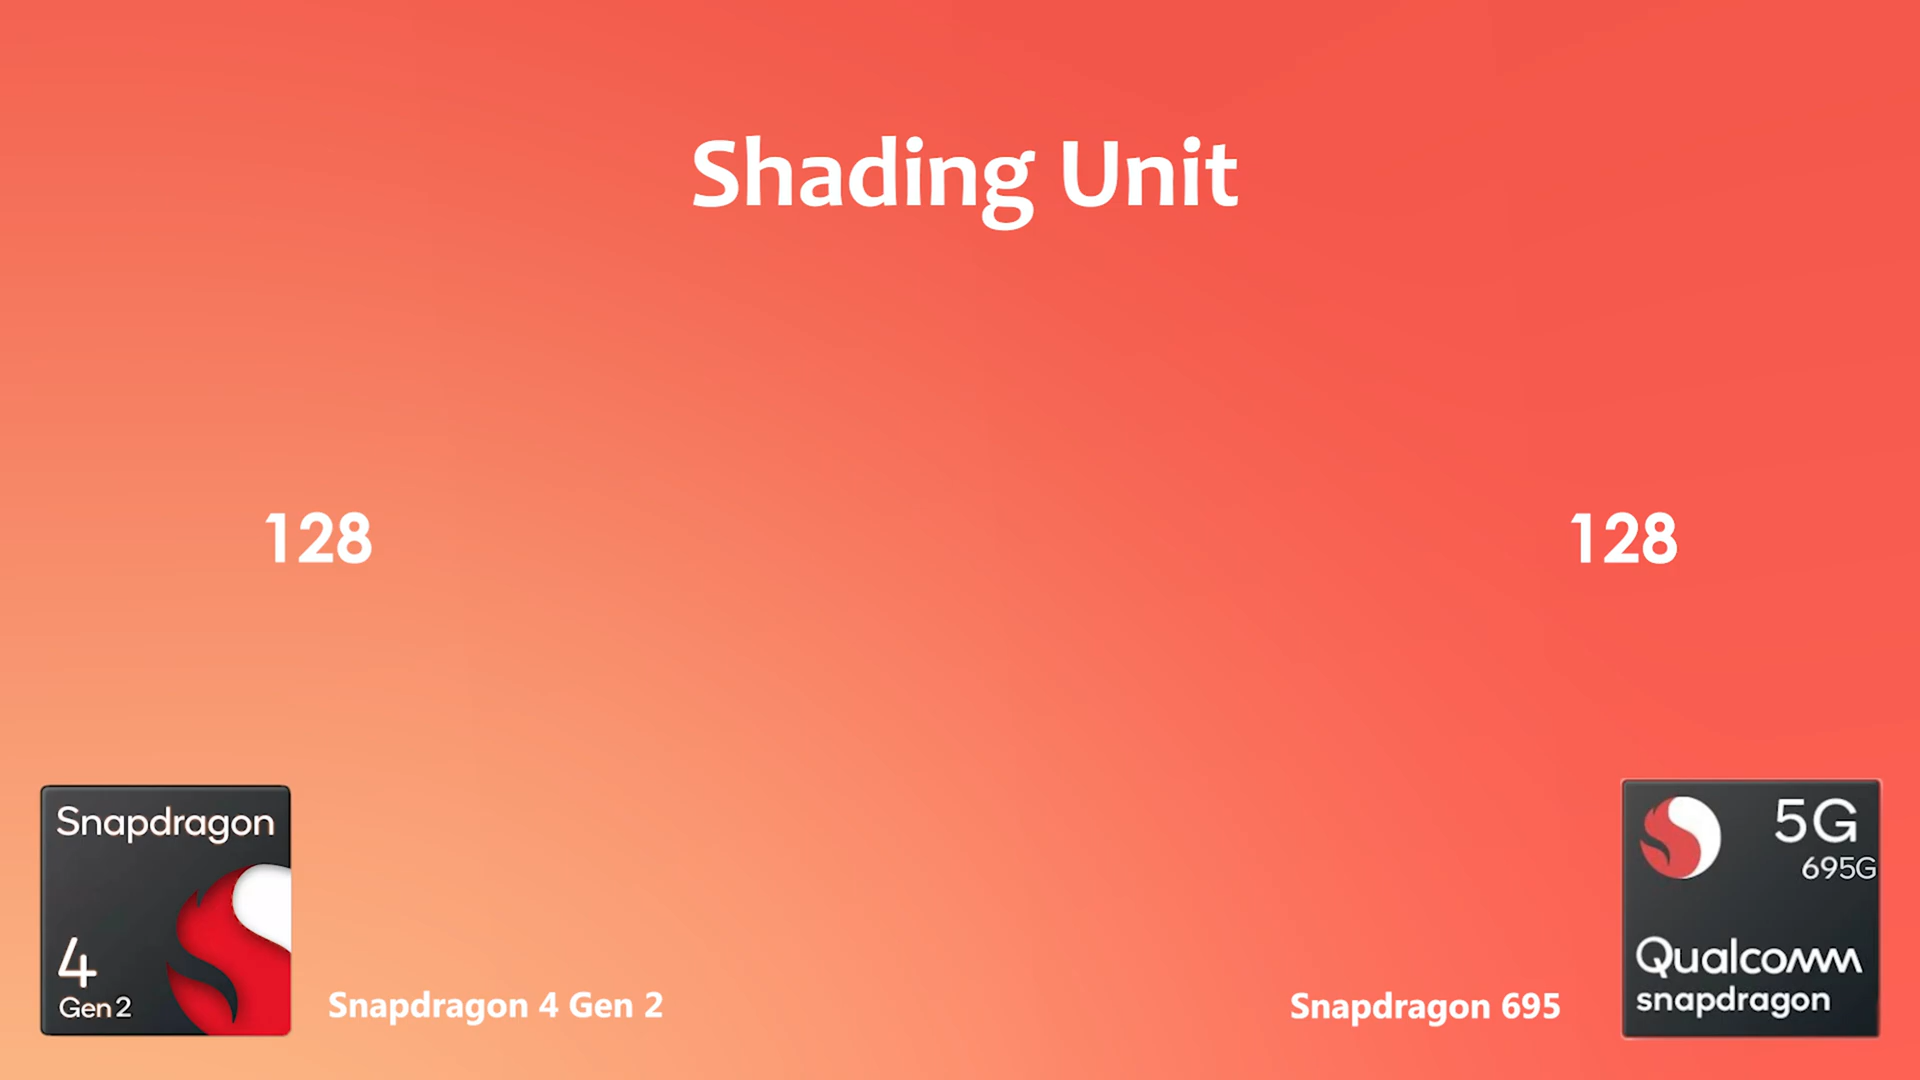 Shading Unit
128
128
Snapdragon
4
Gen 2
Snapdragon 4 Gen 2
Snapdragon 695
5G
695G
Qualcomm
snapdragon